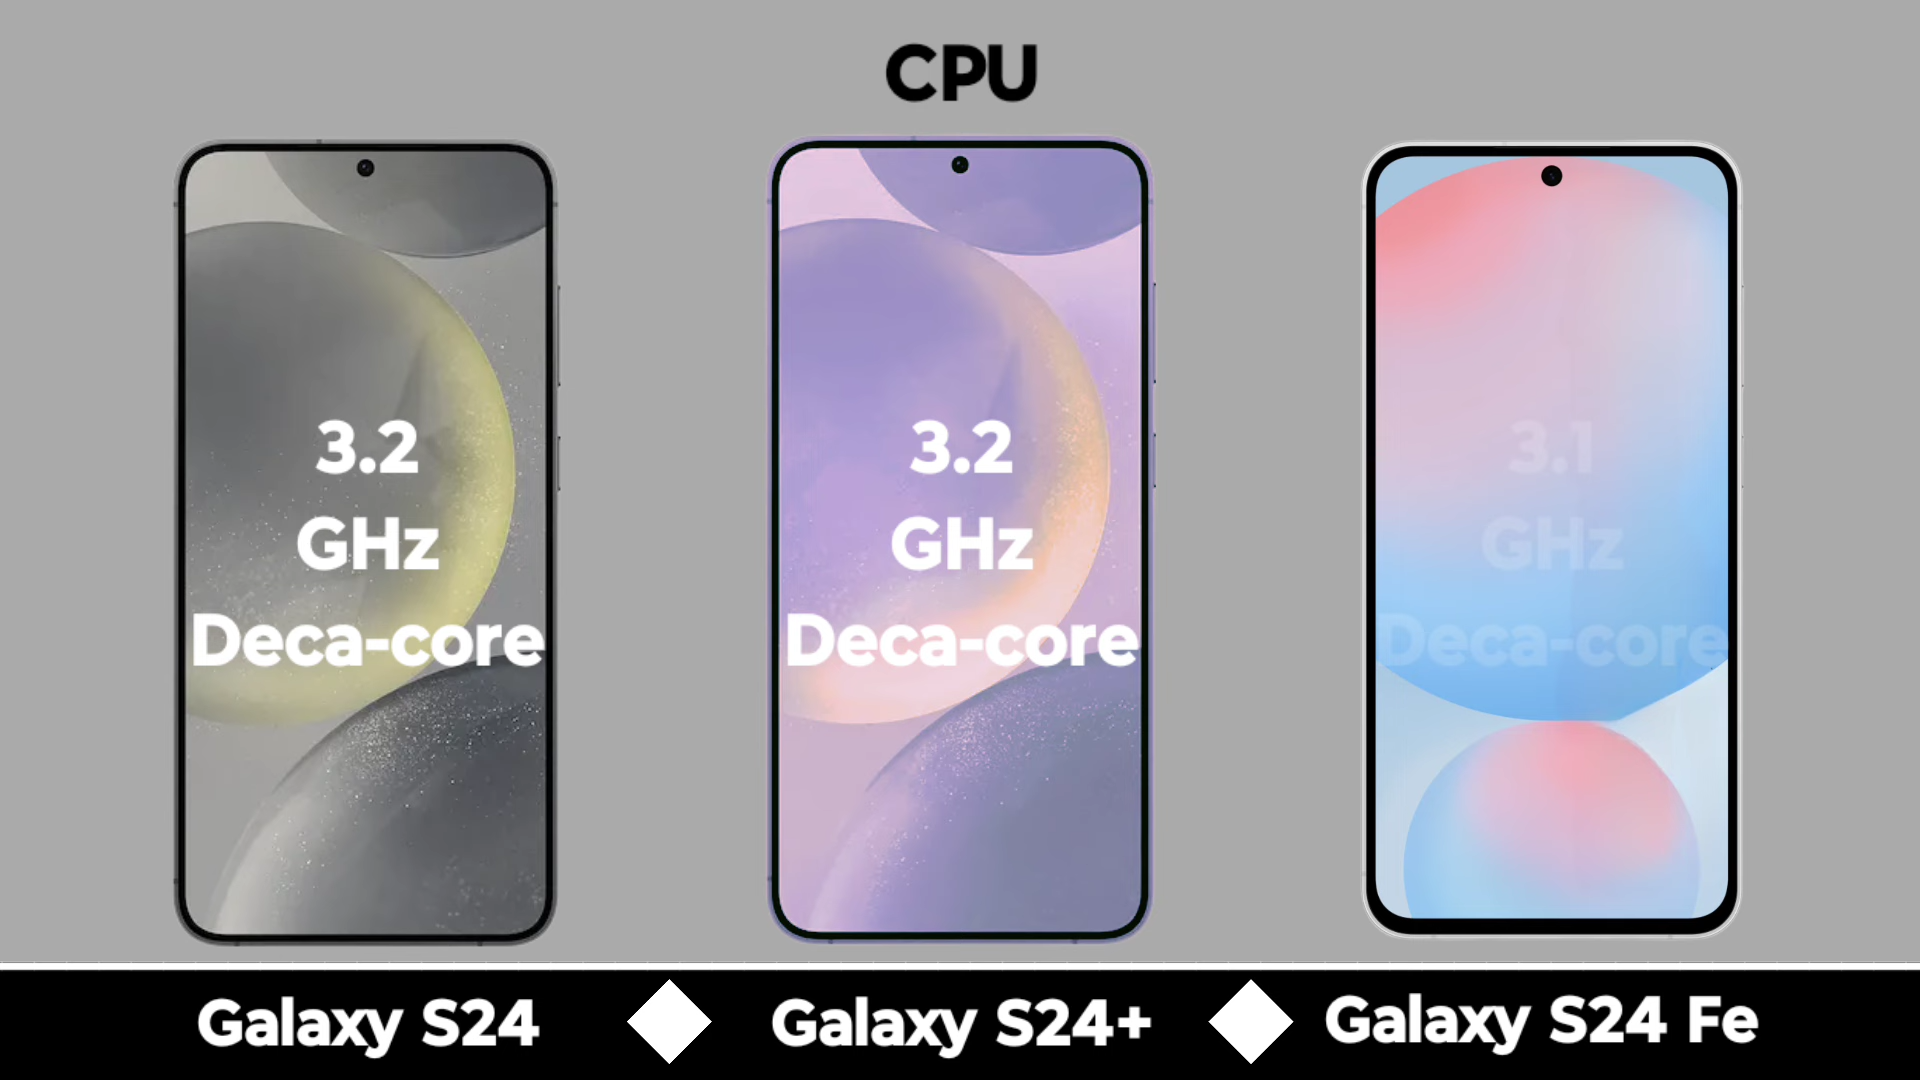 CPU
3.2
GHz
Deca-core
3.2
GHz
Deca-core
3.1
GHz
Deca-core
Galaxy S24
Galaxy S24+
Galaxy S24 Fe